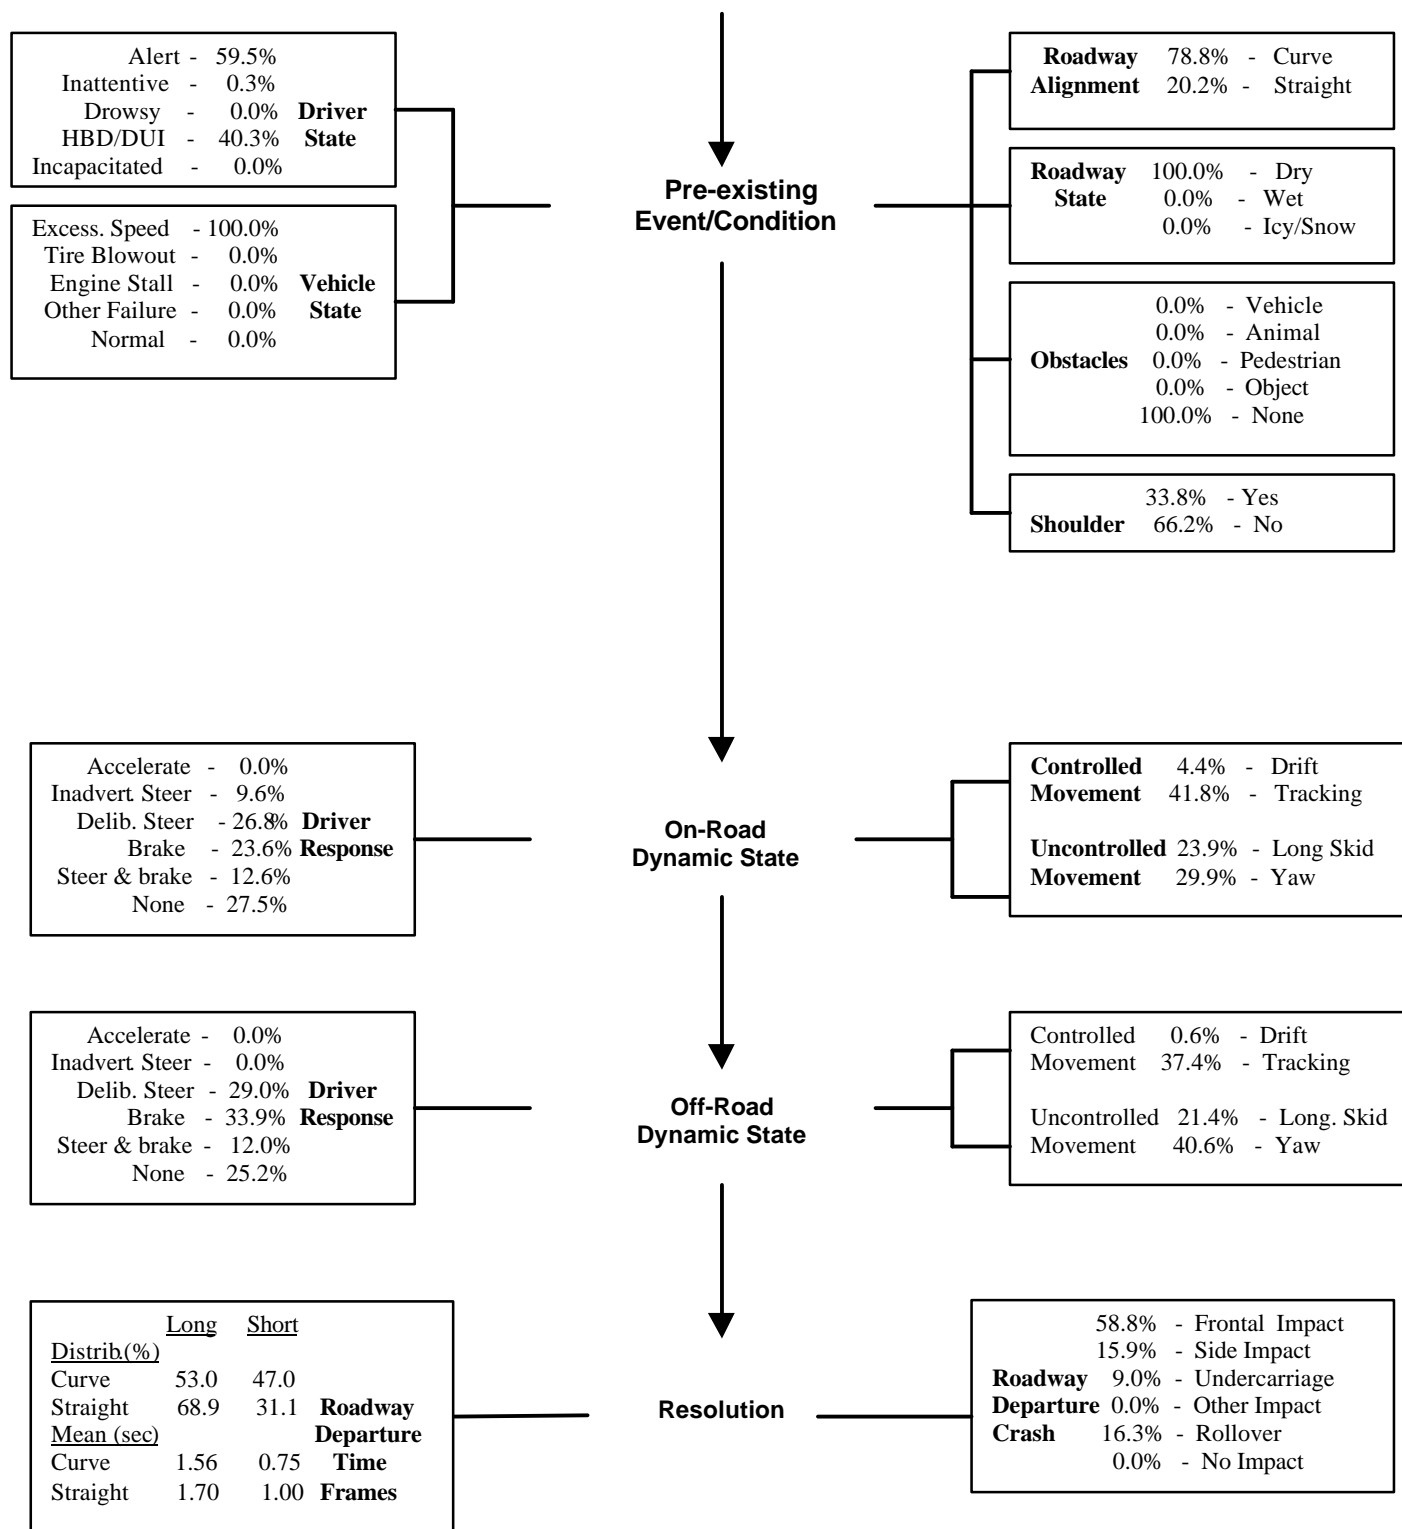 Alert - 59.5%
Inattentive - 0.3%
Drowsy - 0.0% Driver
HBD/DUI - 40.3% State
Incapacitated - 0.0%
Excess. Speed - 100.0%
Tire Blowout - 0.0%
Engine Stall - 0.0% Vehicle
Other Failure - 0.0% State
Normal - 0.0%
Pre-existing
Event/Condition
Roadway 78.8% - Curve
Alignment 20.2% - Straight
Roadway 100.0% - Dry
State 0.0% - Wet
0.0% - Icy/Snow
0.0% - Vehicle
0.0% - Animal
Obstacles 0.0% - Pedestrian
0.0% - Object
100.0% - None
33.8% - Yes
Shoulder 66.2% - No
Accelerate - 0.0%
Inadvert. Steer - 9.6%
Delib. Steer - 26.8% Driver
Brake - 23.6% Response
Steer & brake - 12.6%
None - 27.5%
On-Road
Dynamic State
Controlled 4.4% - Drift
Movement 41.8% - Tracking
Uncontrolled 23.9% - Long Skid
Movement 29.9% - Yaw
Accelerate - 0.0%
Inadvert. Steer - 0.0%
Delib. Steer - 29.0% Driver
Brake - 33.9% Response
Steer & brake - 12.0%
None - 25.2%
Off-Road
Dynamic State
Controlled 0.6% - Drift
Movement 37.4% - Tracking
Uncontrolled 21.4% - Long. Skid
Movement 40.6% - Yaw
Long Short
Distrib.(%)
Curve 53.0 47.0
Straight 68.9 31.1 Roadway
Mean (sec) Departure
Curve 1.56 0.75 Time
Straight 1.70 1.00 Frames
Resolution
58.8% - Frontal Impact
15.9% - Side Impact
Roadway 9.0% - Undercarriage
Departure 0.0% - Other Impact
Crash 16.3% - Rollover
0.0% - No Impact